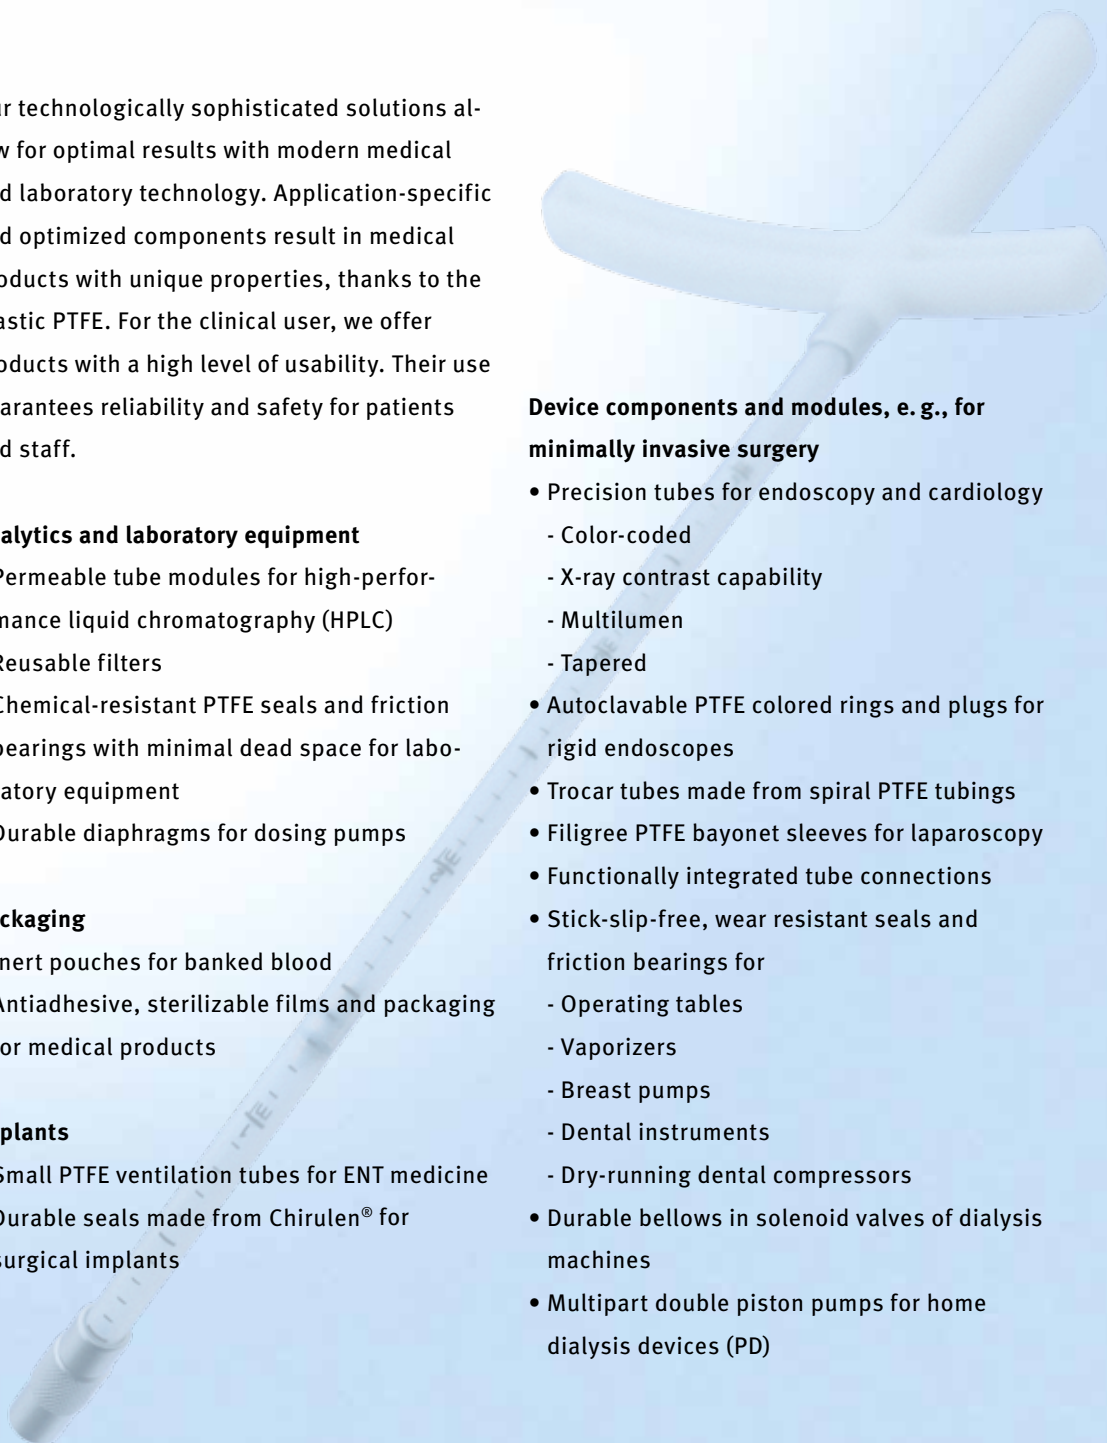 ur technologically sophisticated solutions al-
w for optimal results with modern medical
d laboratory technology. Application-specific
d optimized components result in medical
oducts with unique properties, thanks to the
astic PTFE. For the clinical user, we offer
oducts with a high level of usability. Their use
arantees reliability and safety for patients
d staff.
alytics and laboratory equipment
Permeable tube modules for high-perfor-
mance liquid chromatography (HPLC)
Reusable filters
Chemical-resistant PTFE seals and friction
bearings with minimal dead space for labo-
atory equipment
Durable diaphragms for dosing pumps
ckaging
nert pouches for banked blood
Antiadhesive, sterilizable films and packaging
or medical products
plants
Small PTFE ventilation tubes for ENT medicine
Durable seals made from Chirulen® for
surgical implants
Device components and modules, e. g., for
minimally invasive surgery
• Precision tubes for endoscopy and cardiology
- Color-coded
- X-ray contrast capability
- Multilumen
- Tapered
• Autoclavable PTFE colored rings and plugs for
rigid endoscopes
• Trocar tubes made from spiral PTFE tubings
• Filigree PTFE bayonet sleeves for laparoscopy
• Functionally integrated tube connections
• Stick-slip-free, wear resistant seals and
friction bearings for
- Operating tables
- Vaporizers
- Breast pumps
- Dental instruments
- Dry-running dental compressors
• Durable bellows in solenoid valves of dialysis
machines
• Multipart double piston pumps for home
dialysis devices (PD)